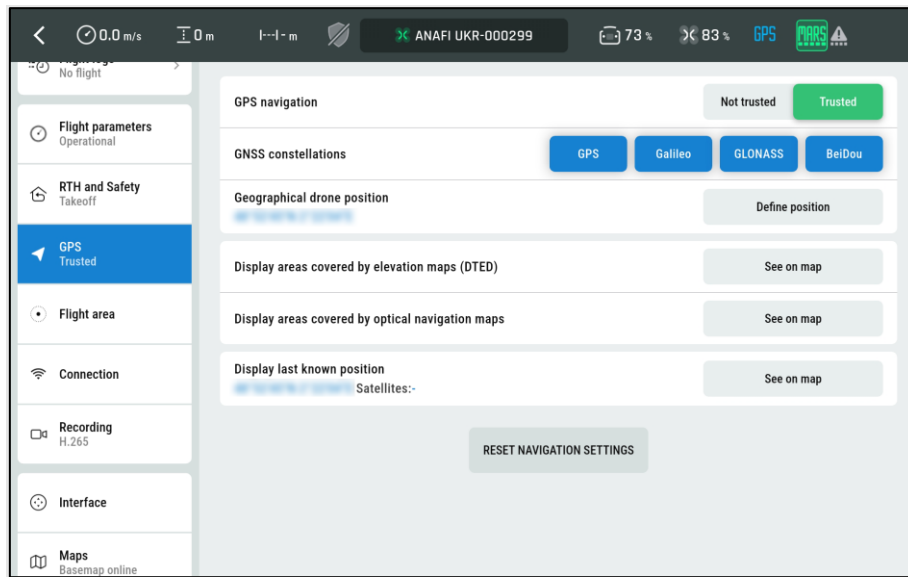 0.0 m/s 0 m |---| - m ANAFI UKR-000299 73 % 83 % GPS MARS
No flight
Flight parameters
Operational
RTH and Safety
Takeoff
GPS
Trusted
Flight area
Connection
Recording
H.265
Interface
Maps
Basemap online
GPS navigation Not trusted Trusted
GNSS constellations GPS Galileo GLONASS BeiDou
Geographical drone position
Define position
Display areas covered by elevation maps (DTED) See on map
Display areas covered by optical navigation maps See on map
Display last known position
Satellites:- See on map
RESET NAVIGATION SETTINGS